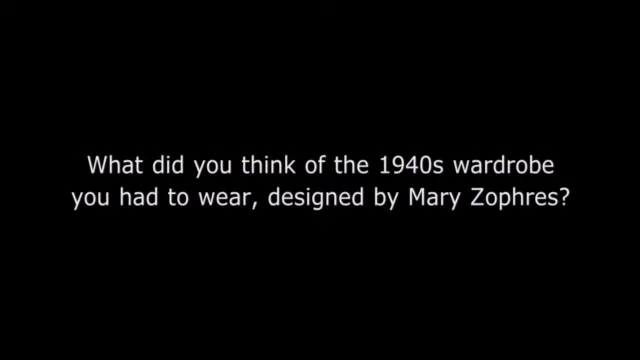 What did you think of the 1940s wardrobe
you had to wear, designed by Mary Zophres?